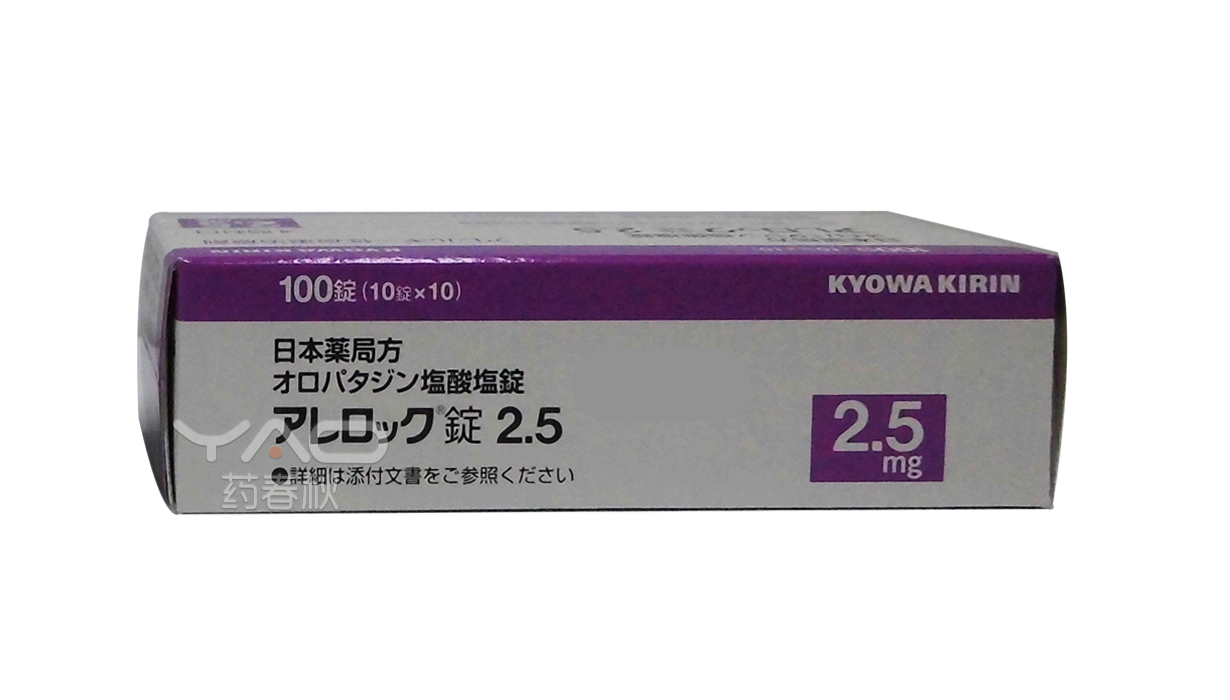 KYOWA KIRIN
100錠(10錠×10)
KYOWA KIRIN
日本薬局方
オロパタジン塩酸塩錠
アレロック®錠 2.5
詳細は添付文書をご参照ください
2.5
mg
YAO
药春秋